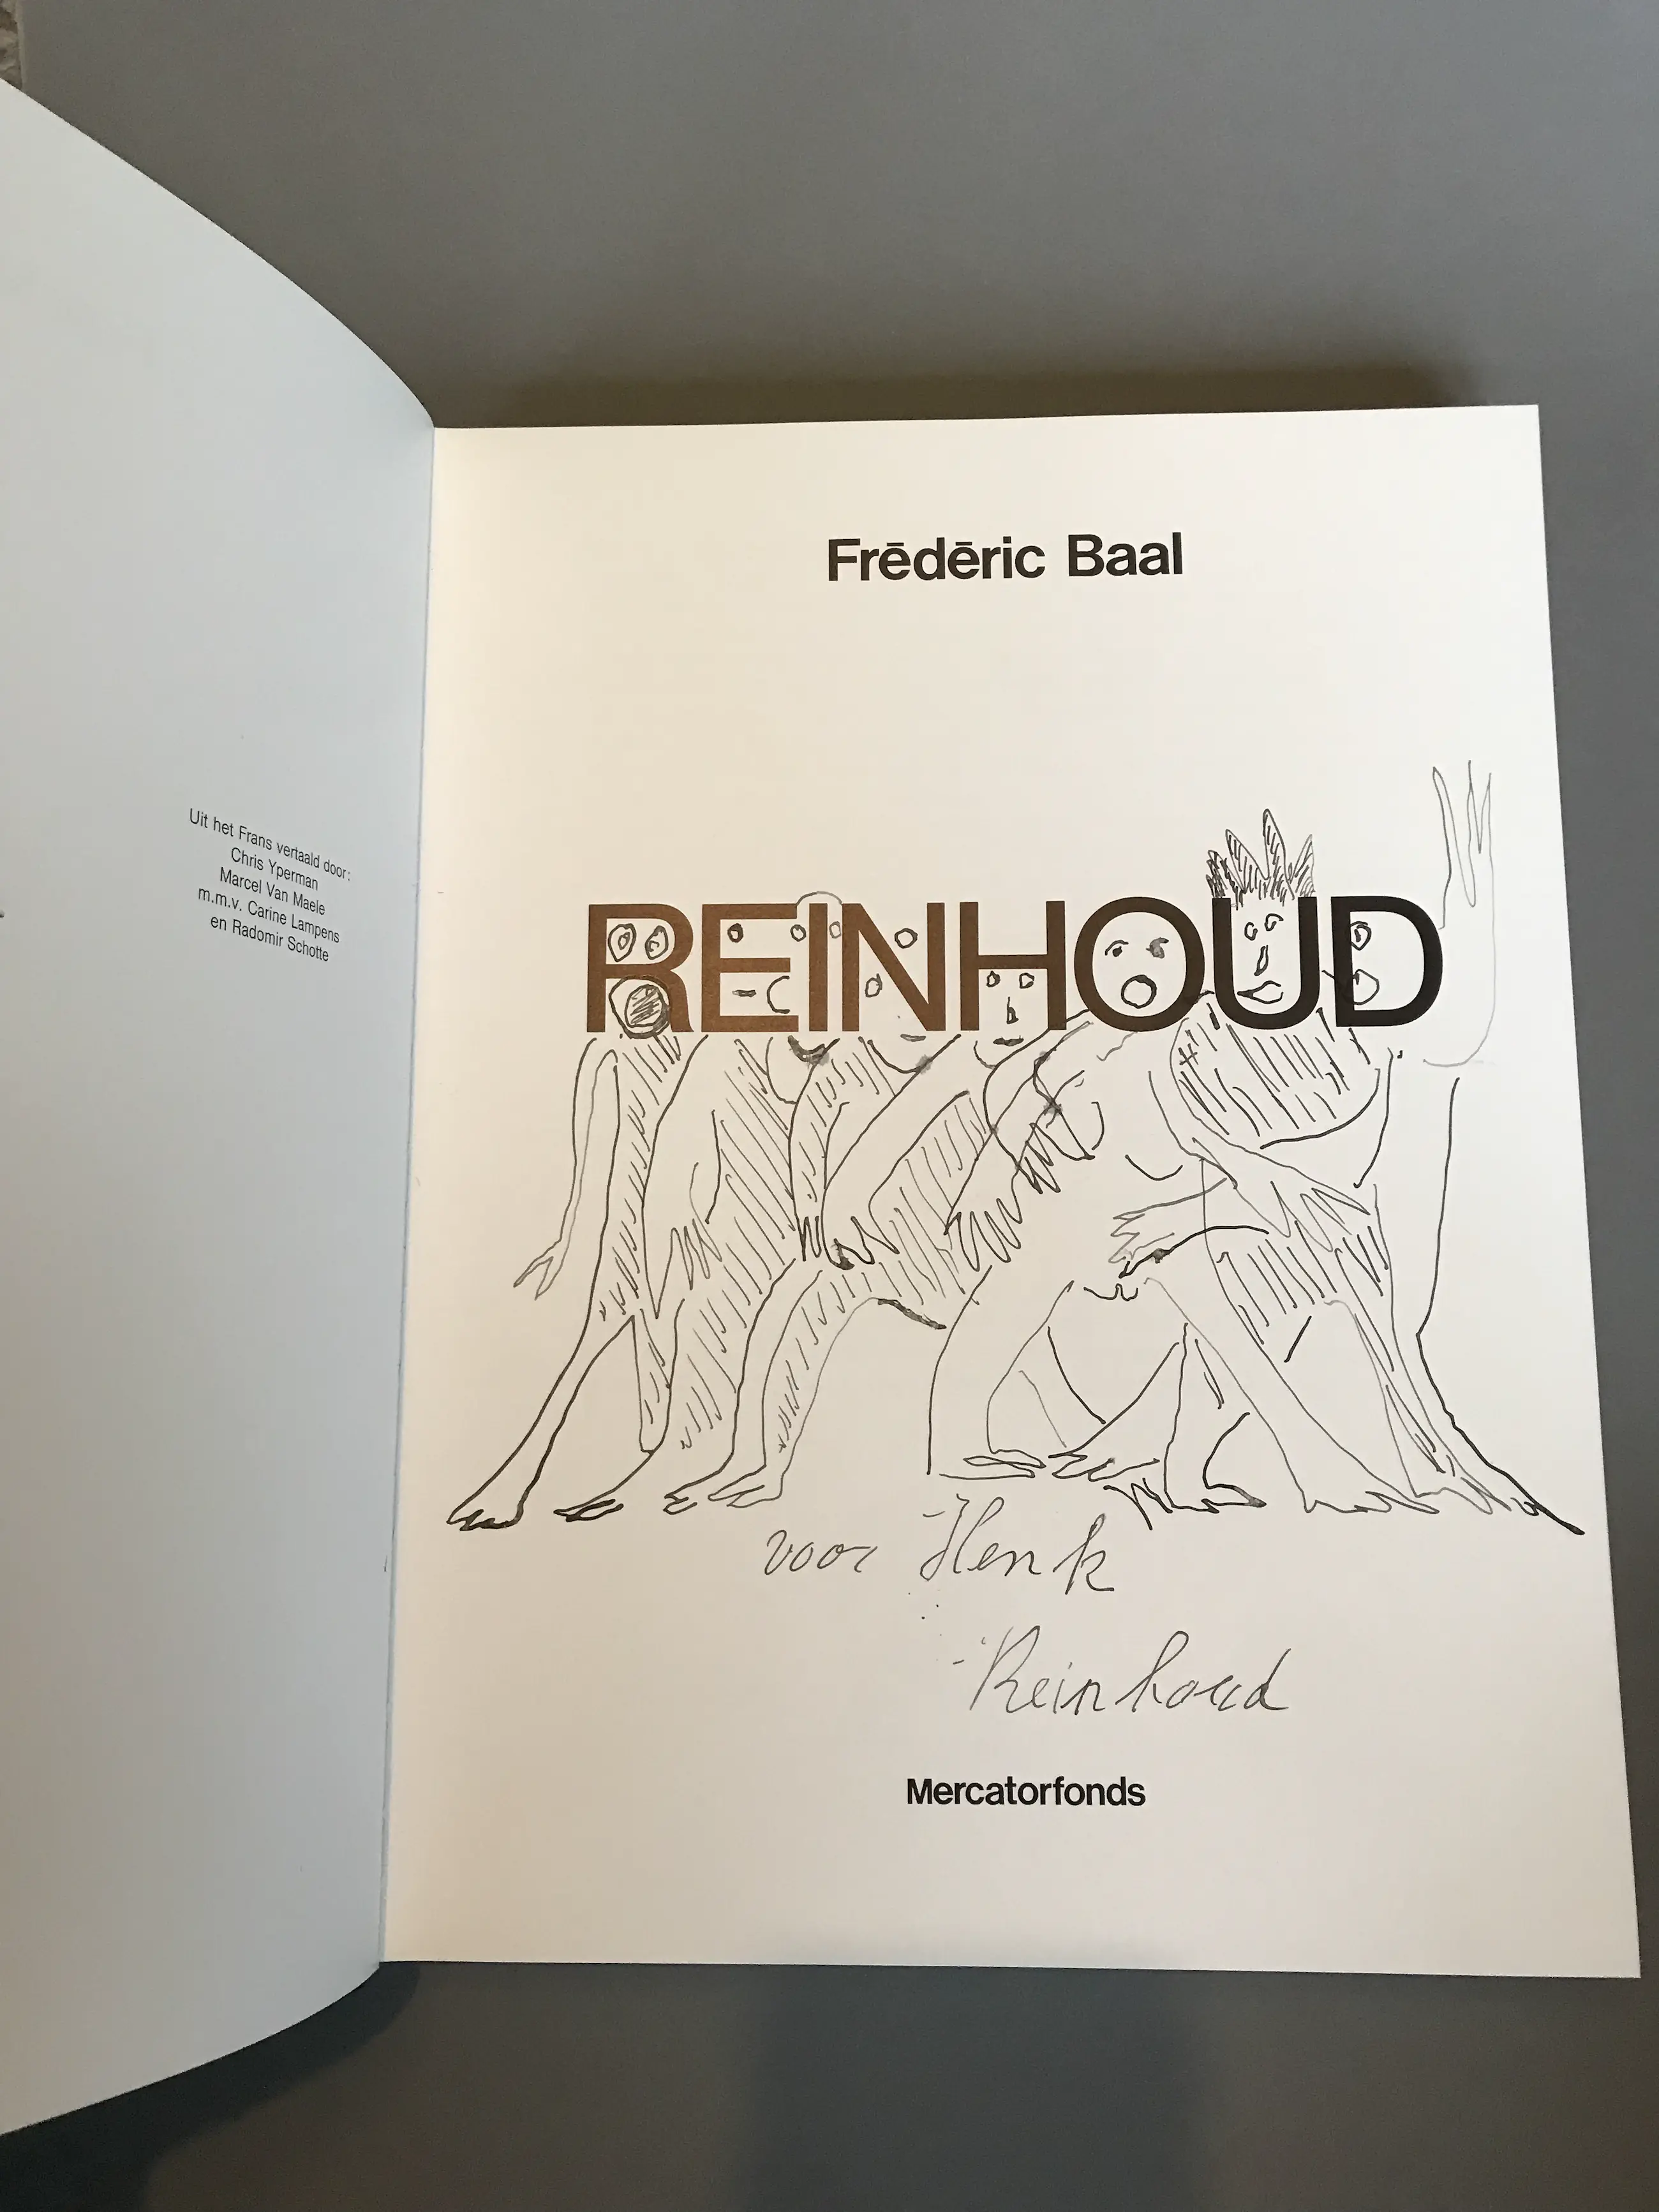 Uit het Frans vertaald door:
Chris Yperman
Marcel Van Maele
m.m.v. Carine Lampens
en Radomir Schotte
Frēdēric Baal
REINHOUD
voor Henk
Reinhoud
Mercatorfonds